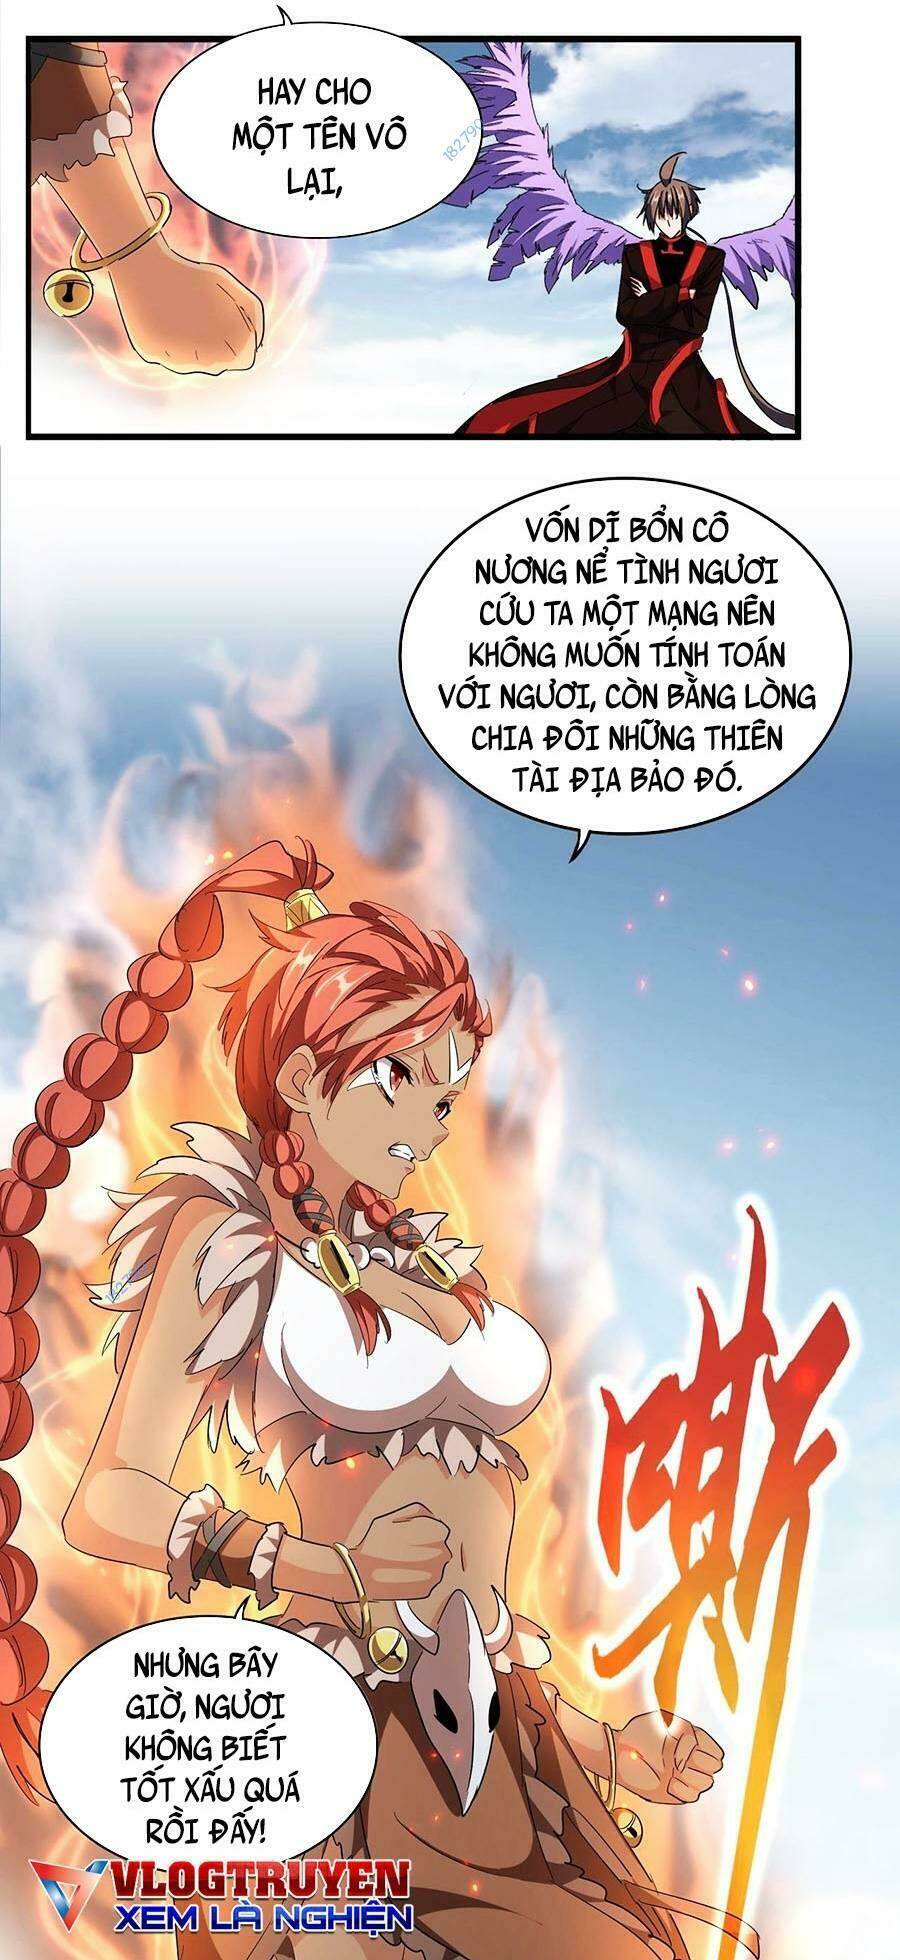 HAY CHO
MỘT TÊN VÔ
LẠI,
182790
VỐN DĨ BỔN CÔ
NƯƠNG NỂ TÌNH NGƯƠI
CỨU TA MỘT MẠNG NÊN
KHÔNG MUỐN TÍNH TOÁN
VỚI NGƯƠI, CÒN BẰNG LÒNG
CHIA ĐÔI NHỮNG THIÊN
TÀI ĐỊA BẢO ĐÓ.
嘶
NHƯNG BÂY
GIỜ, NGƯƠI
KHÔNG BIẾT
TỐT XẤU QUÁ
RỒI ĐẤY!
VLOGTRUYEN
XEM LÀ NGHIỆN